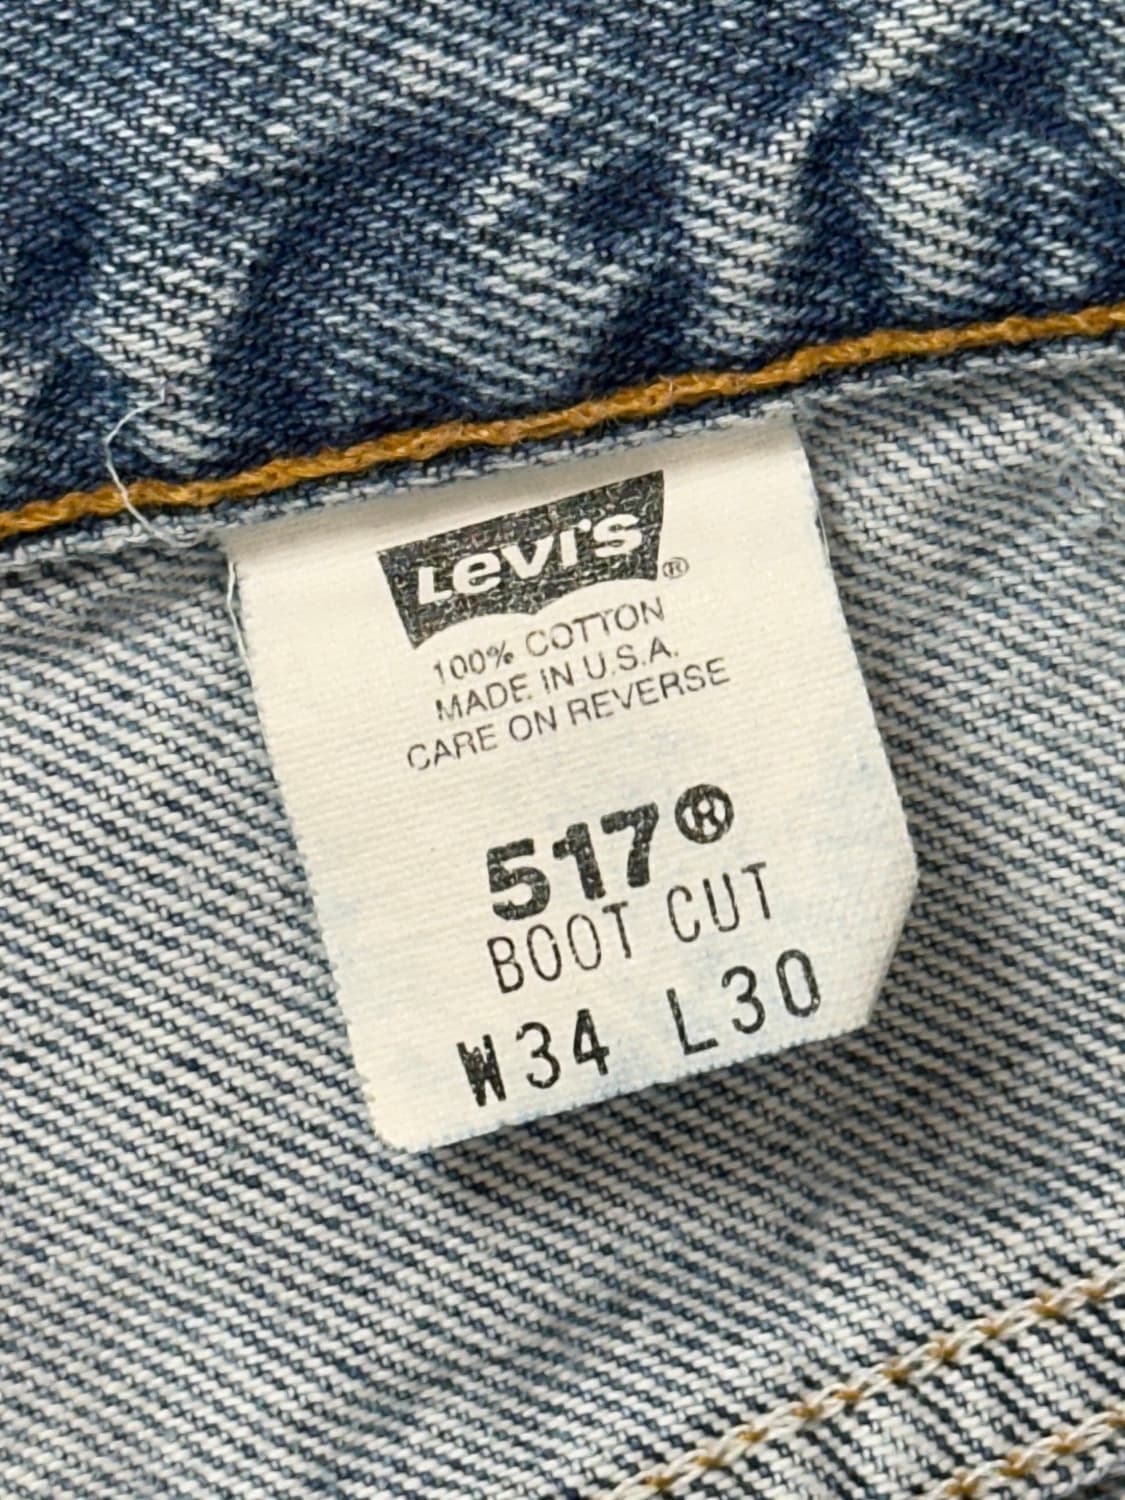 Levi's ®
100% COTTON
MADE IN U.S.A.
CARE ON REVERSE
517®
BOOT CUT
W34 L30